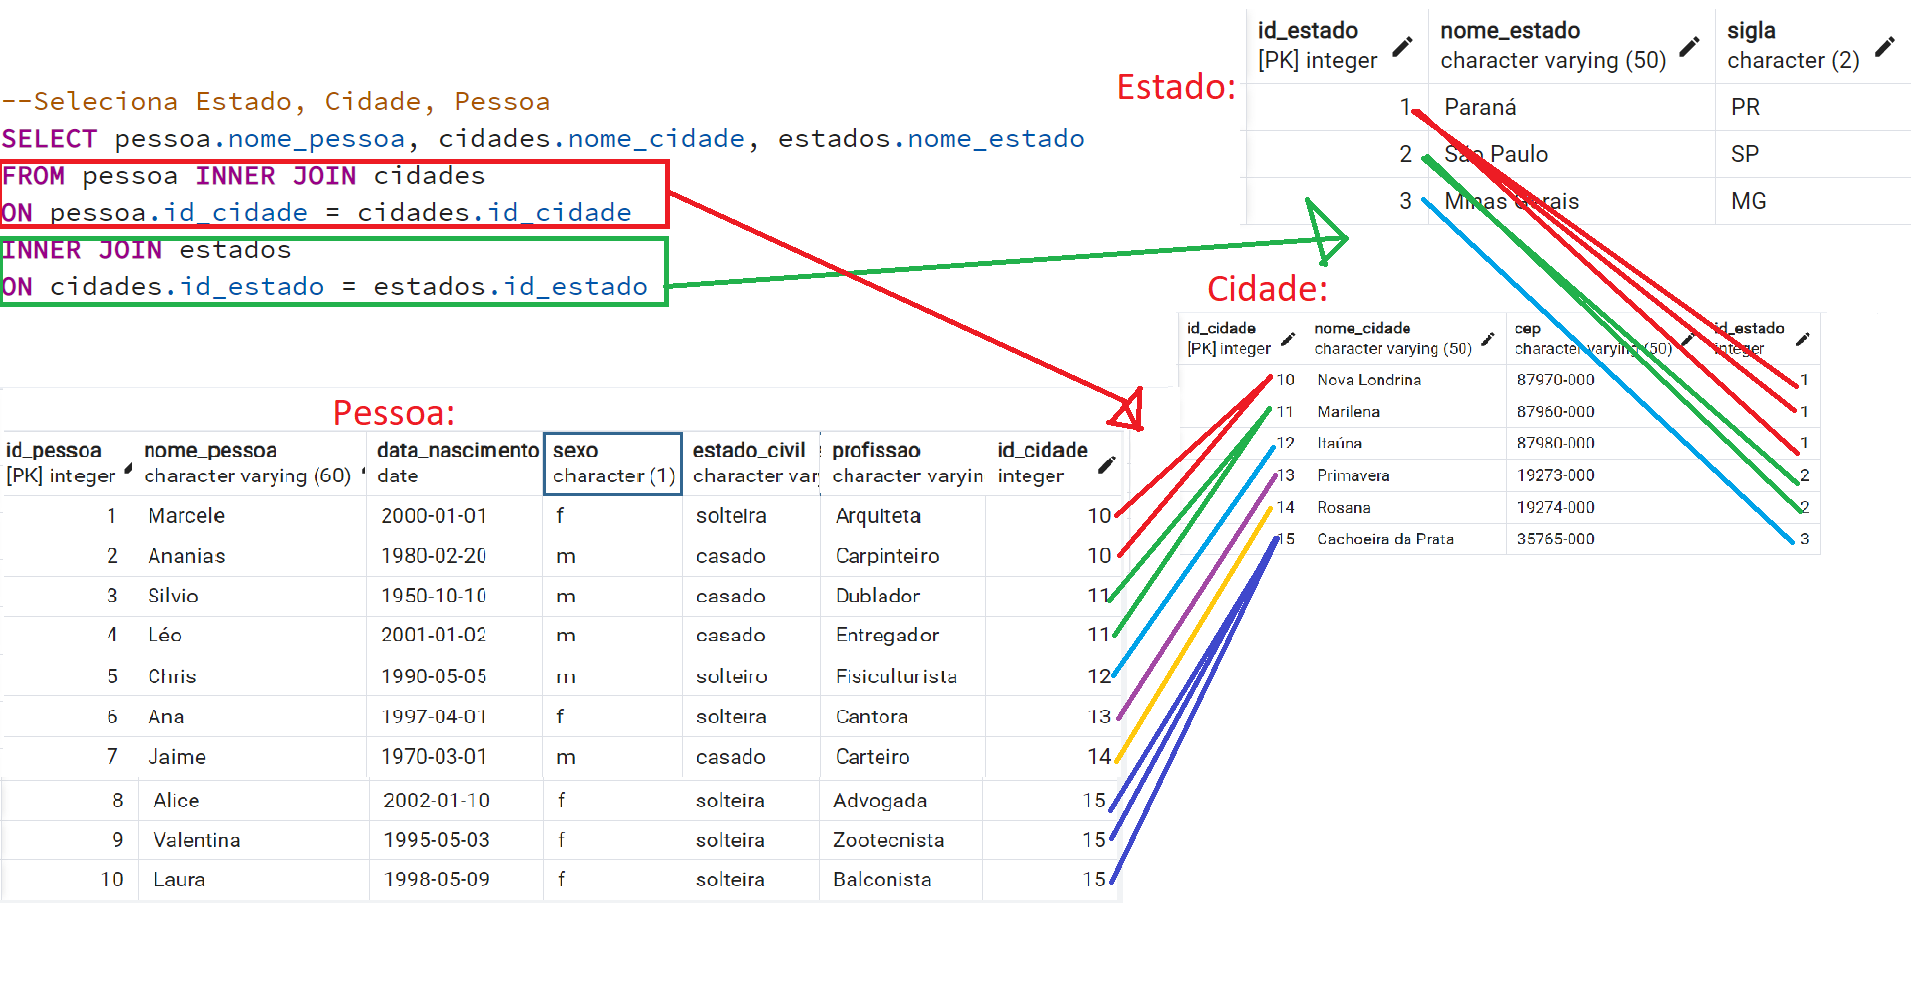 --Seleciona Estado, Cidade, Pessoa
SELECT pessoa.nome_pessoa, cidades.nome_cidade, estados.nome_estado
FROM pessoa INNER JOIN cidades
ON pessoa.id_cidade = cidades.id_cidade
INNER JOIN estados
ON cidades.id_estado = estados.id_estado
Estado:
id_estado nome_estado sigla
[PK] integer character varying (50) character (2)
1 Paraná PR
2 São Paulo SP
3 Minas Gerais MG
Cidade:
id_cidade nome_cidade cep id_estado
[PK] integer character varying (50) character varying (50) integer
10 Nova Londrina 87970-000 1
11 Marilena 87960-000 1
12 Itaúna 87980-000 1
13 Primavera 19273-000 2
14 Rosana 19274-000 2
15 Cachoeira da Prata 35765-000 3
Pessoa:
id_pessoa nome_pessoa data_nascimento sexo estado_civil profissao id_cidade
[PK] integer character varying (60) date character (1) character var character varyin integer
1 Marcele 2000-01-01 f solteira Arquiteta 10
2 Ananias 1980-02-20 m casado Carpinteiro 10
3 Silvio 1950-10-10 m casado Dublador 11
4 Léo 2001-01-02 m casado Entregador 11
5 Chris 1990-05-05 m solteiro Fisiculturista 12
6 Ana 1997-04-01 f solteira Cantora 13
7 Jaime 1970-03-01 m casado Carteiro 14
8 Alice 2002-01-10 f solteira Advogada 15
9 Valentina 1995-05-03 f solteira Zootecnista 15
10 Laura 1998-05-09 f solteira Balconista 15